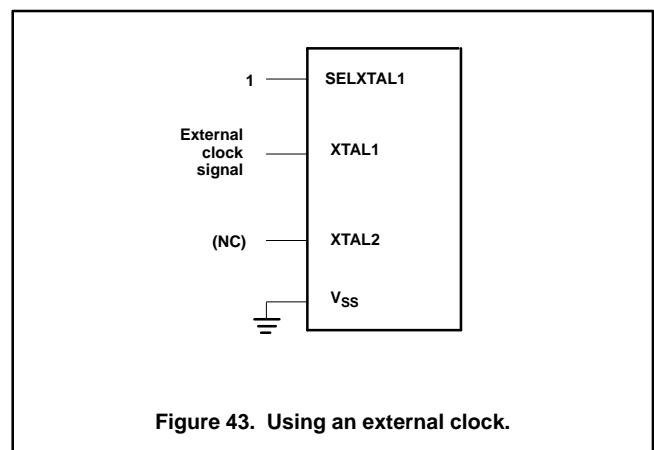 1 SELXTAL1
External
clock
signal
XTAL1
(NC) XTAL2
VSS
Figure 43. Using an external clock.